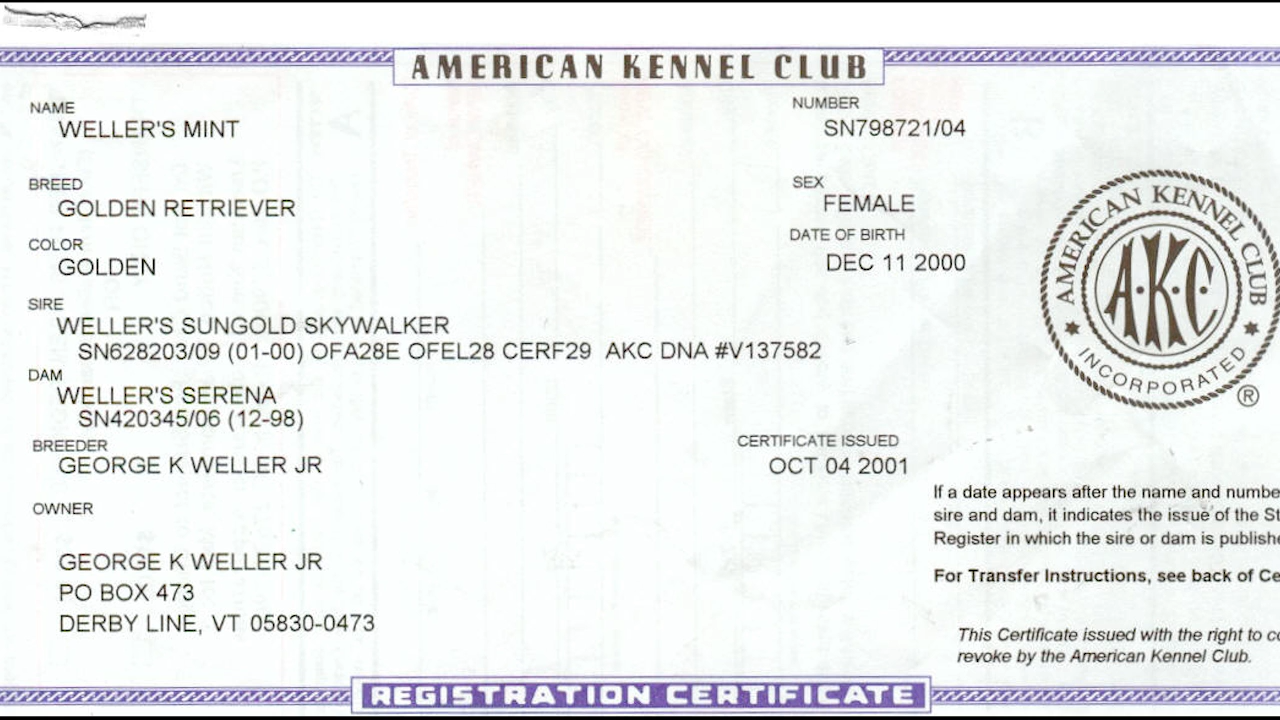 AMERICAN KENNEL CLUB
NAME
WELLER'S MINT
NUMBER
SN798721/04
BREED
GOLDEN RETRIEVER
SEX
FEMALE
COLOR
GOLDEN
DATE OF BIRTH
DEC 11 2000
SIRE
WELLER'S SUNGOLD SKYWALKER
SN628203/09 (01-00) OFA28E OFEL28 CERF29 AKC DNA #V137582
DAM
WELLER'S SERENA
SN420345/06 (12-98)
BREEDER
GEORGE K WELLER JR
CERTIFICATE ISSUED
OCT 04 2001
OWNER
GEORGE K WELLER JR
PO BOX 473
DERBY LINE, VT 05830-0473
AMERICAN KENNEL CLUB
A·K·C
INCORPORATED
®
If a date appears after the name and numbe
sire and dam, it indicates the issue of the St
Register in which the sire or dam is publishe
For Transfer Instructions, see back of Ce
This Certificate issued with the right to co
revoke by the American Kennel Club.
REGISTRATION CERTIFICATE